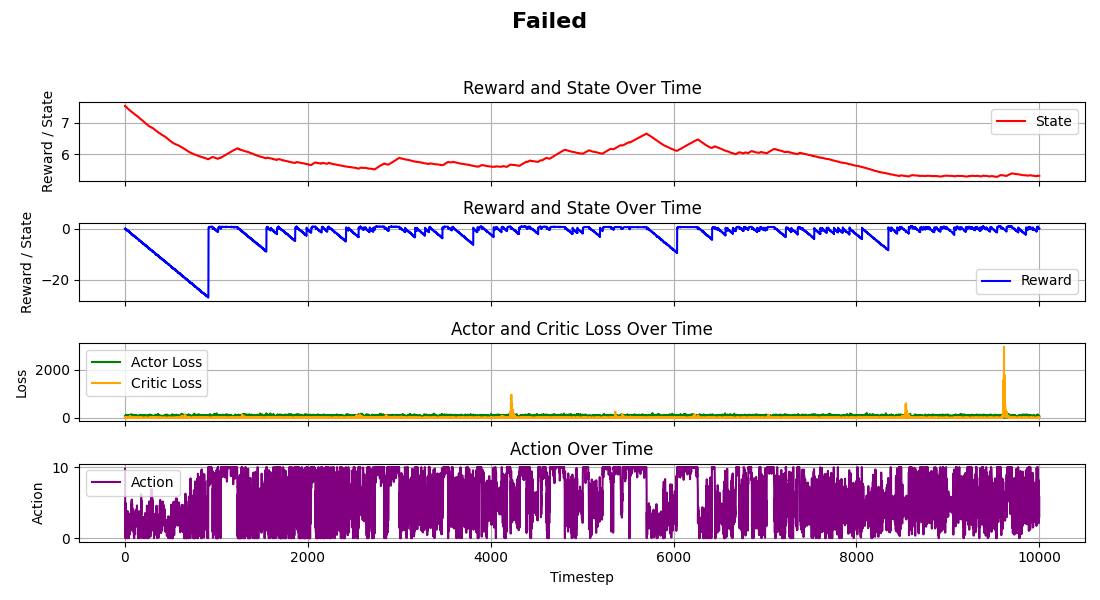 Failed
Reward and State Over Time
Reward / State
7
6
State
Reward and State Over Time
Reward / State
0
−20
Reward
Actor and Critic Loss Over Time
Loss
2000
0
Actor Loss
Critic Loss
Action Over Time
Action
10
0
Action
0 2000 4000 6000 8000 10000
Timestep